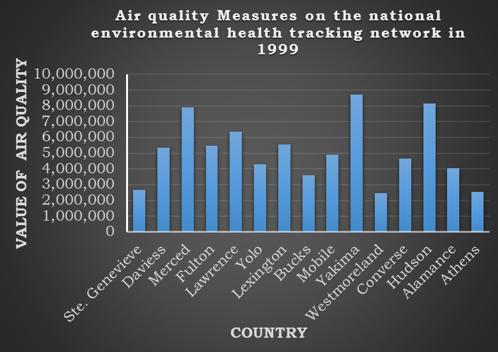 Air quality Measures on the national
environmental health tracking network in
1999
VALUE OF AIR QUALITY
10,000,000
9,000,000
8,000,000
7,000,000
6,000,000
5,000,000
4,000,000
3,000,000
2,000,000
1,000,000
0
Ste. Genevieve
Daviess
Merced
Fulton
Lawrence
Yolo
Lexington
Bucks
Mobile
Yakima
Westmoreland
Converse
Hudson
Alamance
Athens
COUNTRY